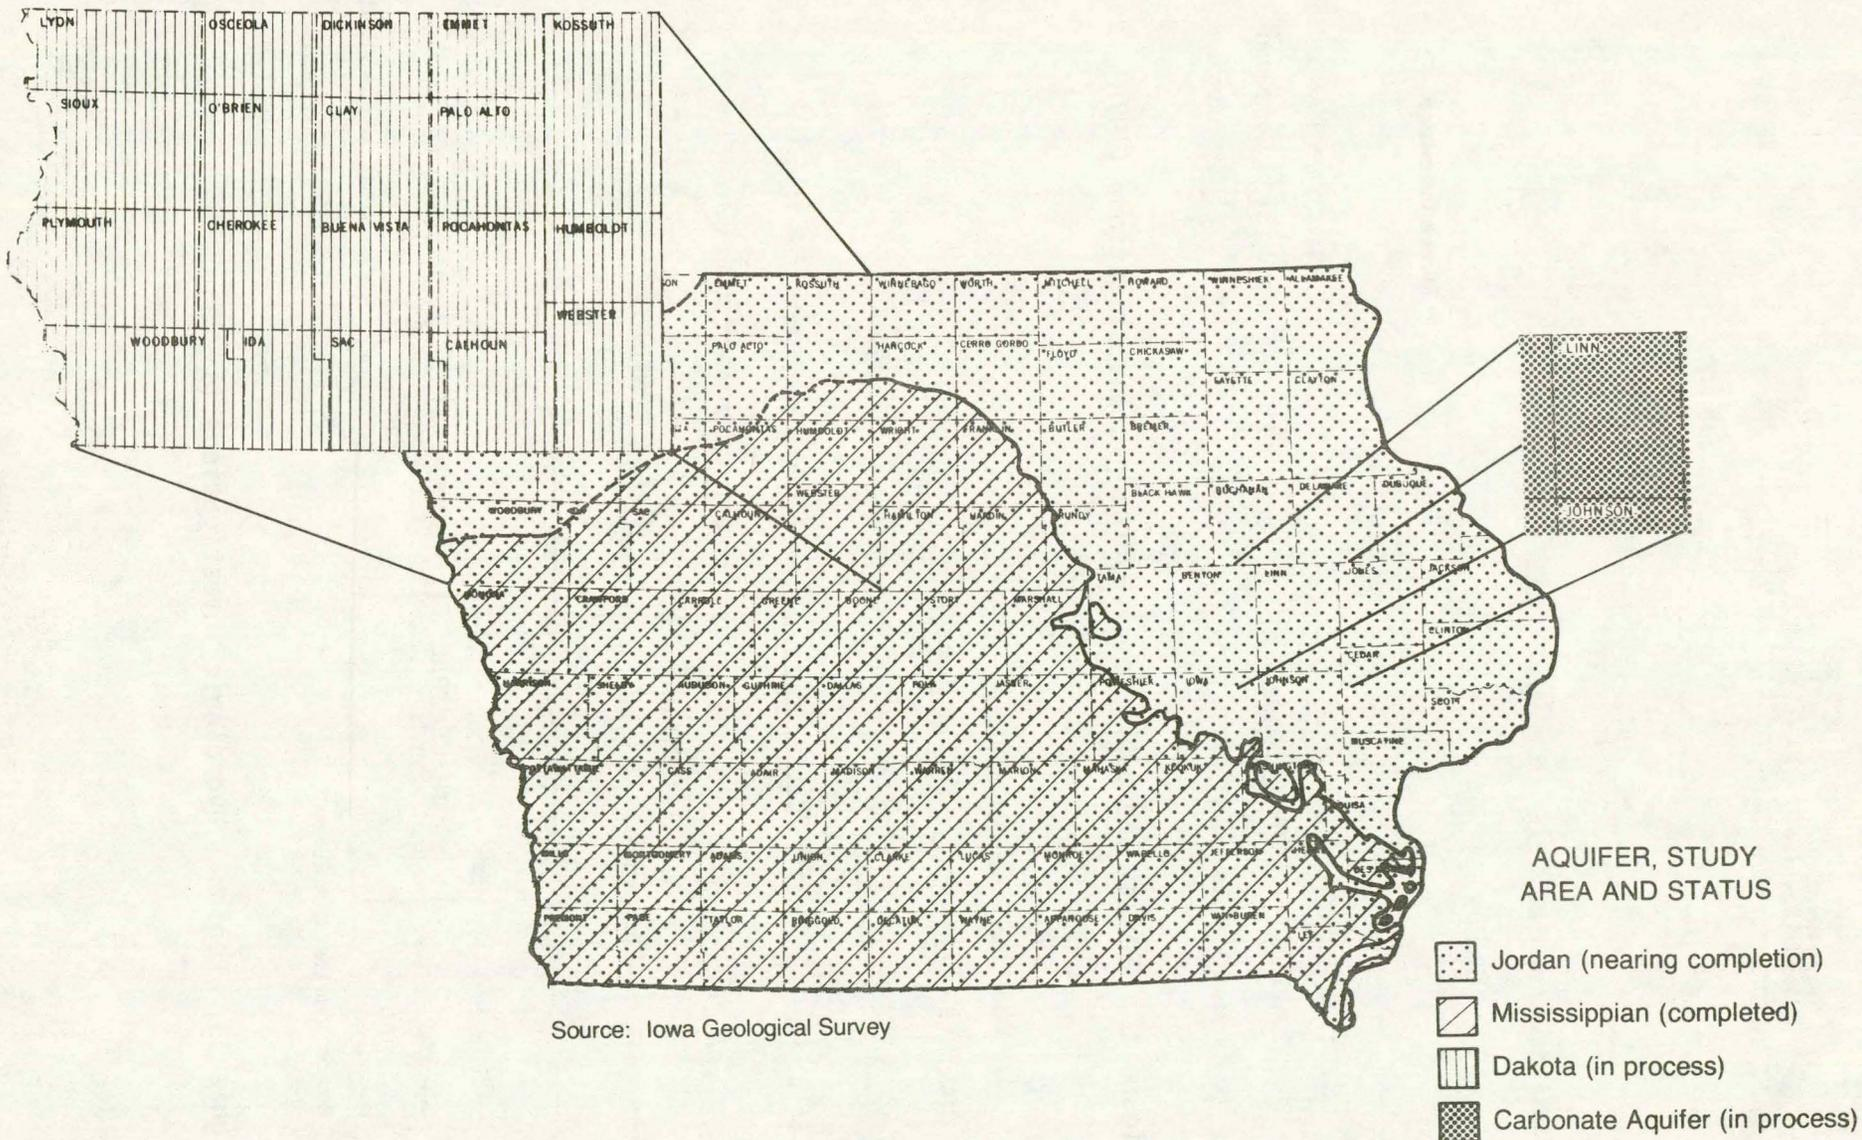 LYON OSCEOLA DICKINSON EMMET KOSSUTH
SIOUX O'BRIEN CLAY PALO ALTO
PLYMOUTH CHEROKEE BUENA VISTA POCAHONTAS HUMBOLDT
WEBSTER
WOODBURY IDA SAC CALHOUN
SON EMMET KOSSUTH WINNEBAGO WORTH MITCHELL HOWARD WINNESHIEK ALLAMAKEE
PALO ALTO HANCOCK CERRO GORDO FLOYD CHICKASAW
FAYETTE CLAYTON
POCAHONTAS HUMBOLDT WRIGHT FRANKLIN BUTLER BREMER
WEBSTER BLACK HAWK BUCHANAN DELAWARE DUBUQUE
WOODBURY SAC CALHOUN HAMILTON HARDIN GRUNDY
TAMA BENTON LINN JONES JACKSON
MONONA CRAWFORD CARROLL GREENE BOONE STORY MARSHALL
CLINTON
CEDAR
HARRISON SHELBY AUDUBON GUTHRIE DALLAS POLK JASPER POWESHIEK IOWA JOHNSON
SCOTT
MUSCATINE
POTTAWATTAMIE CASS ADAIR MADISON WARREN MARION MAHASKA KEOKUK WASHINGTON
LOUISA
MILLS MONTGOMERY ADAMS UNION CLARKE LUCAS MONROE WAPELLO JEFFERSON
FREMONT PAGE TAYLOR RINGGOLD DECATUR WAYNE APPANOOSE DAVIS VAN BUREN
LEE
LINN
JOHNSON
AQUIFER, STUDY
AREA AND STATUS
Jordan (nearing completion)
Mississippian (completed)
Dakota (in process)
Carbonate Aquifer (in process)
Source: Iowa Geological Survey